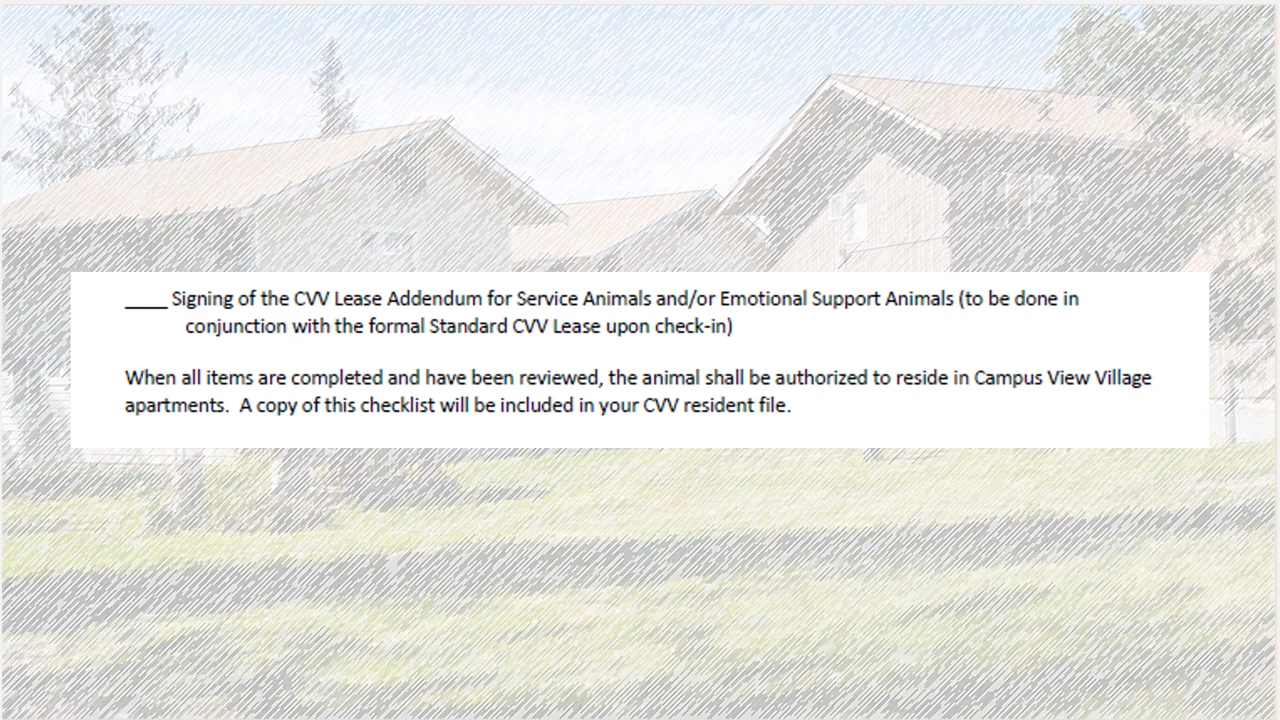 ____ Signing of the CVV Lease Addendum for Service Animals and/or Emotional Support Animals (to be done in
conjunction with the formal Standard CVV Lease upon check-in)
When all items are completed and have been reviewed, the animal shall be authorized to reside in Campus View Village
apartments.  A copy of this checklist will be included in your CVV resident file.